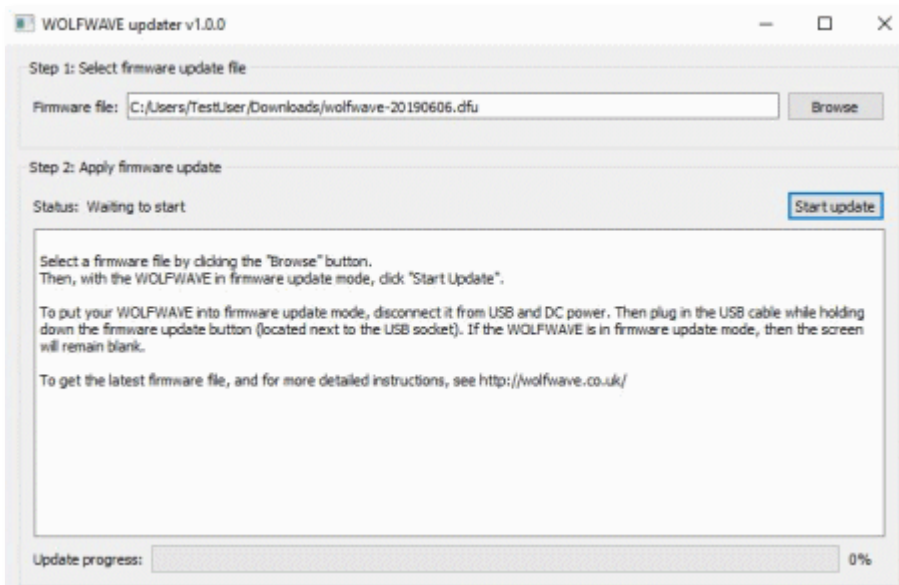 WOLFWAVE updater v1.0.0
Step 1: Select firmware update file
Firmware file: C:/Users/TestUser/Downloads/wolfwave-20190606.dfu Browse
Step 2: Apply firmware update
Status: Waiting to start Start update
Select a firmware file by clicking the "Browse" button.
Then, with the WOLFWAVE in firmware update mode, click "Start Update".
To put your WOLFWAVE into firmware update mode, disconnect it from USB and DC power. Then plug in the USB cable while holding
down the firmware update button (located next to the USB socket). If the WOLFWAVE is in firmware update mode, then the screen
will remain blank.
To get the latest firmware file, and for more detailed instructions, see http://wolfwave.co.uk/
Update progress: 0%